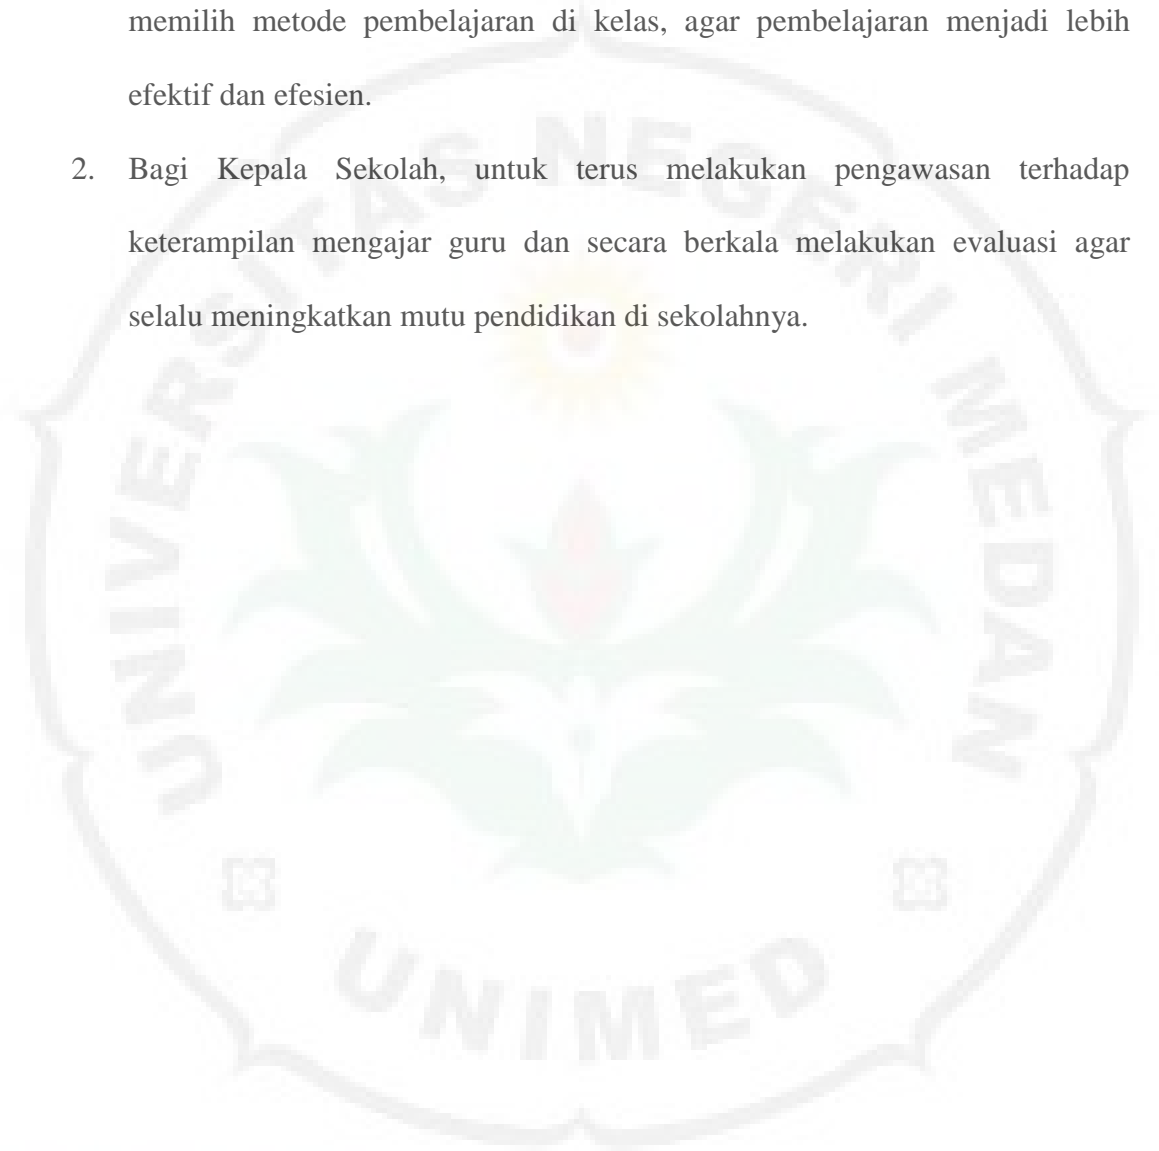 memilih metode pembelajaran di kelas, agar pembelajaran menjadi lebih
efektif dan efesien.
2. Bagi Kepala Sekolah, untuk terus melakukan pengawasan terhadap
keterampilan mengajar guru dan secara berkala melakukan evaluasi agar
selalu meningkatkan mutu pendidikan di sekolahnya.
UNIVERSITAS NEGERI MEDAN
UNIMED